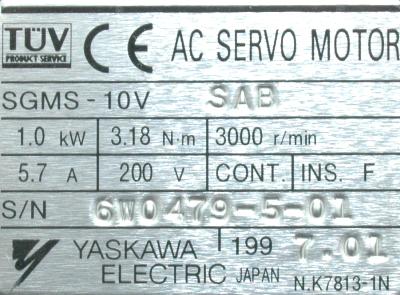 TÜV
PRODUCT SERVICE
CE AC SERVO MOTOR
SGMS-10V SAB
1.0 kW 3.18 N·m 3000 r/min
5.7 A 200 V CONT. INS. F
S/N 6W0479-5-01
YASKAWA ELECTRIC JAPAN
199 7.01
N.K7813-1N